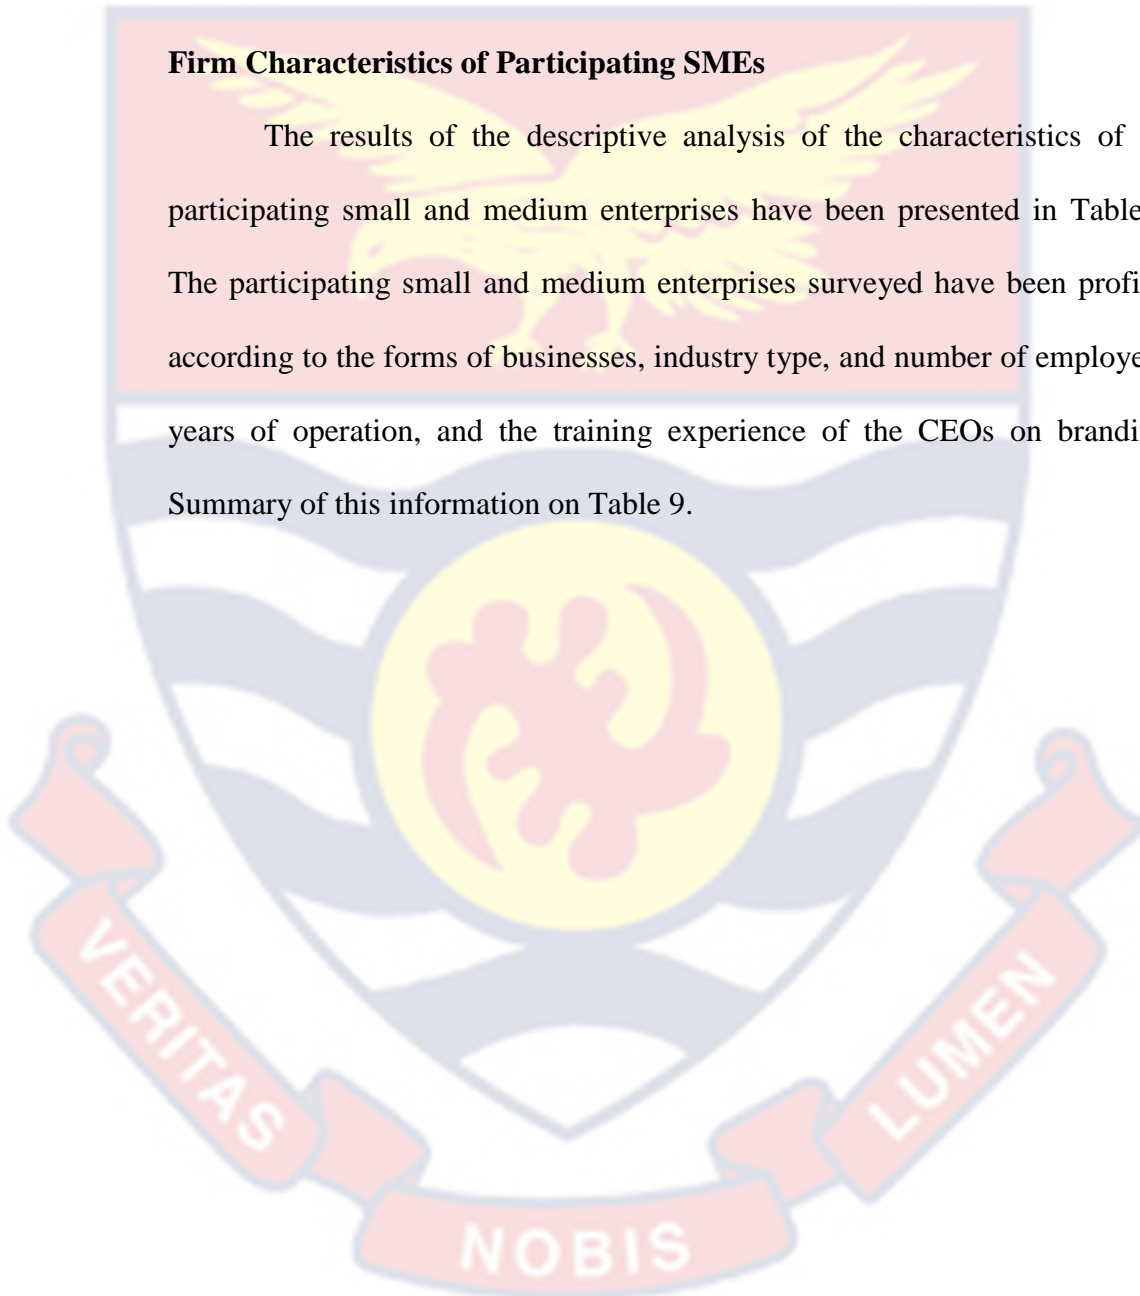 Firm Characteristics of Participating SMEs
The results of the descriptive analysis of the characteristics of
participating small and medium enterprises have been presented in Table
The participating small and medium enterprises surveyed have been
according to the forms of businesses, industry type, and number of
years of operation, and the training experience of the CEOs on
Summary of this information on Table 9.
VERITAS
NOBIS
LUMEN